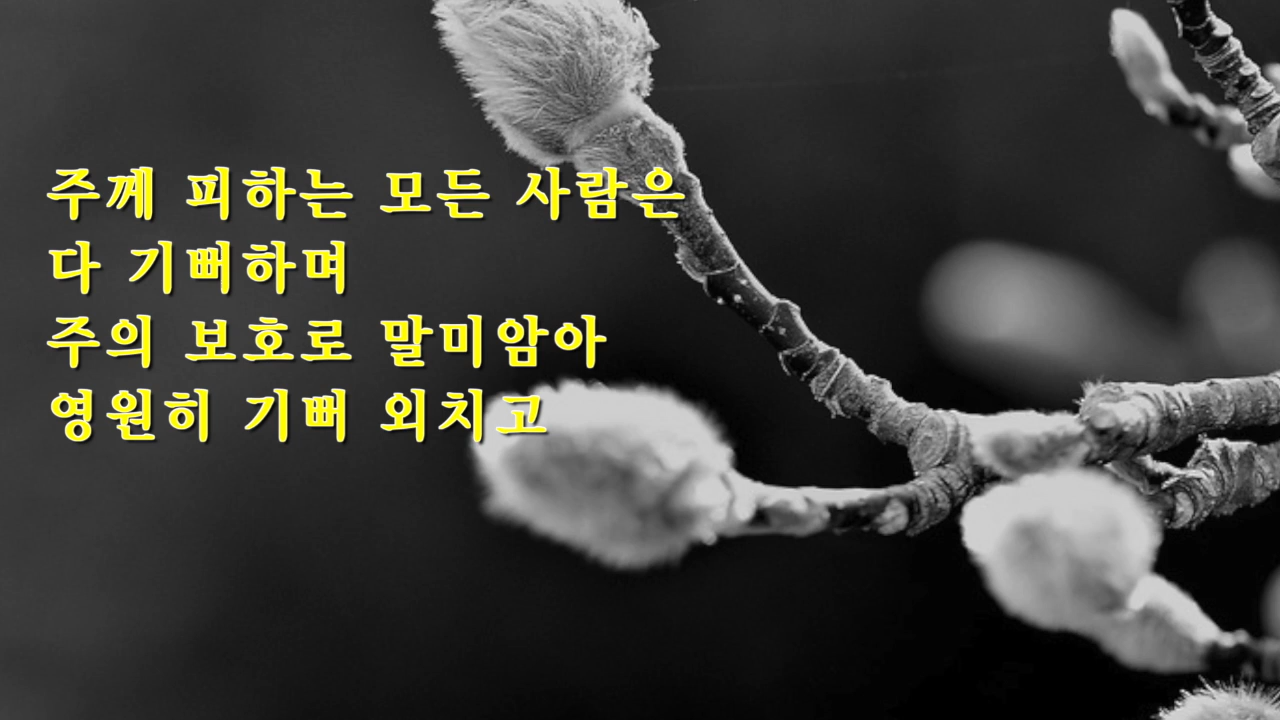 주께 피하는 모든 사람은
다 기뻐하며
주의 보호로 말미암아
영원히 기뻐 외치고